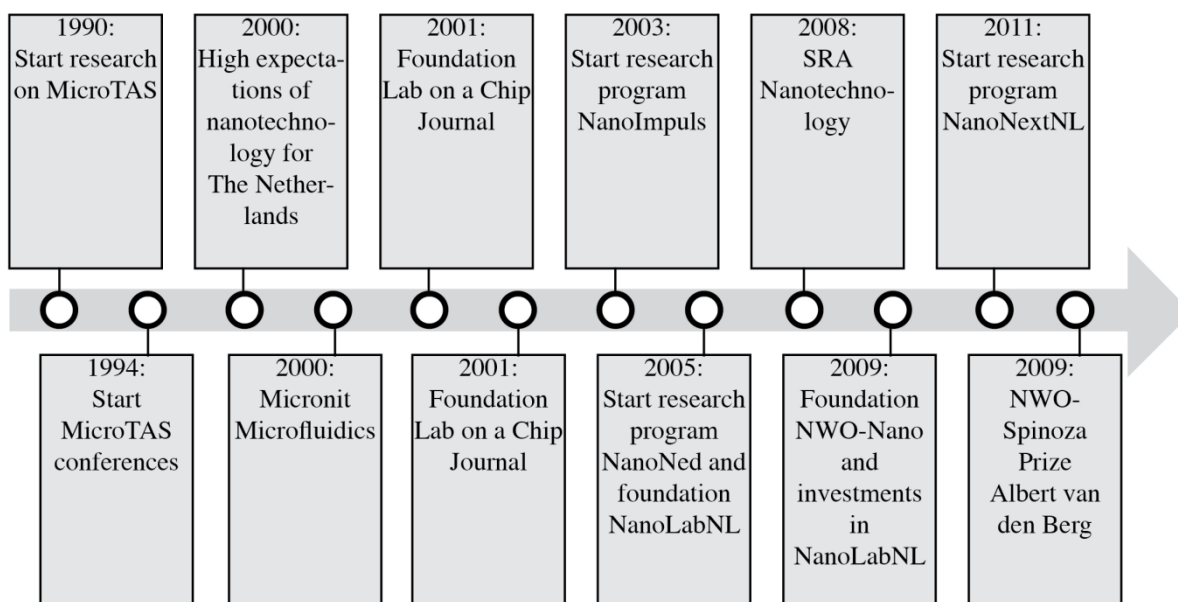 1990:
Start research
on MicroTAS
2000:
High expecta-
tions of
nanotechno-
logy for
The Nether-
lands
2001:
Foundation
Lab on a Chip
Journal
2003:
Start research
program
NanoImpuls
2008:
SRA
Nanotechno-
logy
2011:
Start research
program
NanoNextNL
1994:
Start
MicroTAS
conferences
2000:
Micronit
Microfluidics
2001:
Foundation
Lab on a Chip
Journal
2005:
Start research
program
NanoNed and
foundation
NanoLabNL
2009:
Foundation
NWO-Nano
and
investments
in
NanoLabNL
2009:
NWO-
Spinoza
Prize
Albert van
den Berg